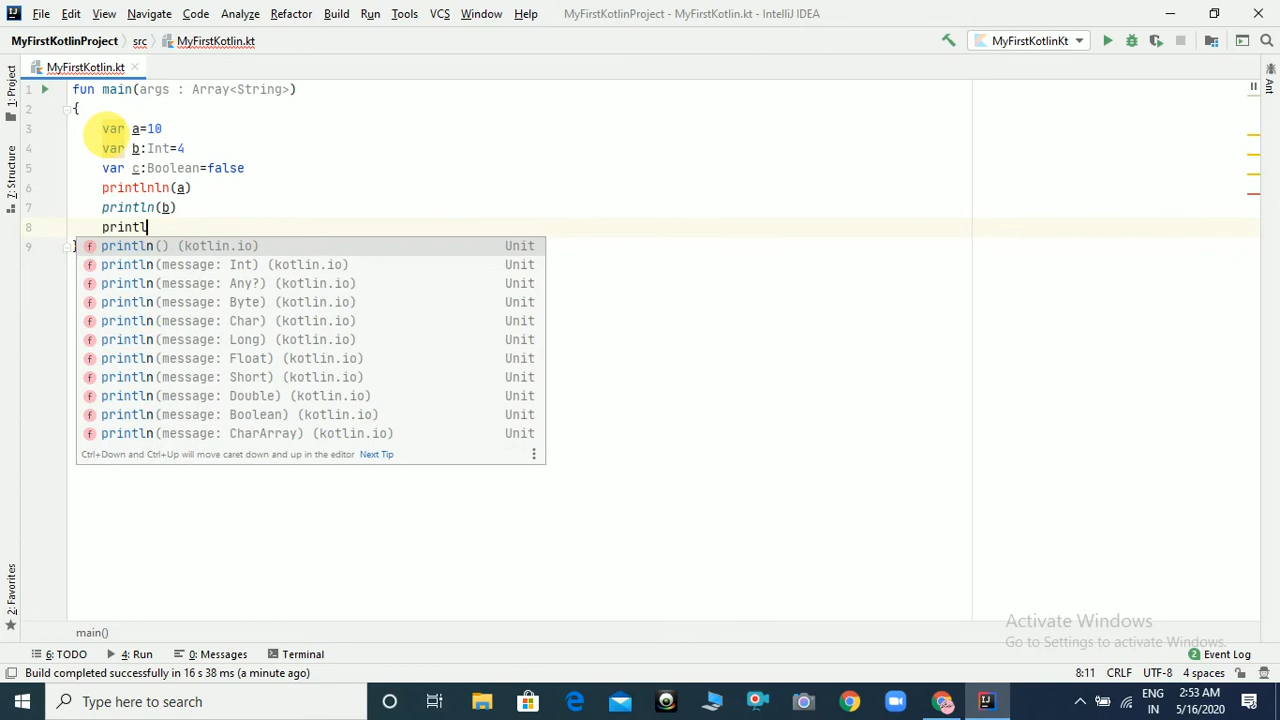 File Edit View Navigate Code Analyze Refactor Build Run Tools VCS Window Help MyFirstKotlinProject - MyFirstKotlin.kt - IntelliJ IDEA
MyFirstKotlinProject src MyFirstKotlin.kt MyFirstKotlinKt
MyFirstKotlin.kt
1: Project
7: Structure
2: Favorites
Ant
1 fun main(args : Array<String>)
2 {
3 var a=10
4 var b:Int=4
5 var c:Boolean=false
6 printlnln(a)
7 println(b)
8 printl
9 }
println() (kotlin.io) Unit
println(message: Int) (kotlin.io) Unit
println(message: Any?) (kotlin.io) Unit
println(message: Byte) (kotlin.io) Unit
println(message: Char) (kotlin.io) Unit
println(message: Long) (kotlin.io) Unit
println(message: Float) (kotlin.io) Unit
println(message: Short) (kotlin.io) Unit
println(message: Double) (kotlin.io) Unit
println(message: Boolean) (kotlin.io) Unit
println(message: CharArray) (kotlin.io) Unit
Ctrl+Down and Ctrl+Up will move caret down and up in the editor Next Tip
Activate Windows
Go to Settings to activate Windows.
main()
6: TODO 4: Run 0: Messages Terminal 2 Event Log
Build completed successfully in 16 s 38 ms (a minute ago) 8:11 CRLF UTF-8 4 spaces
Type here to search
ENG
IN
2:53 AM
5/16/2020